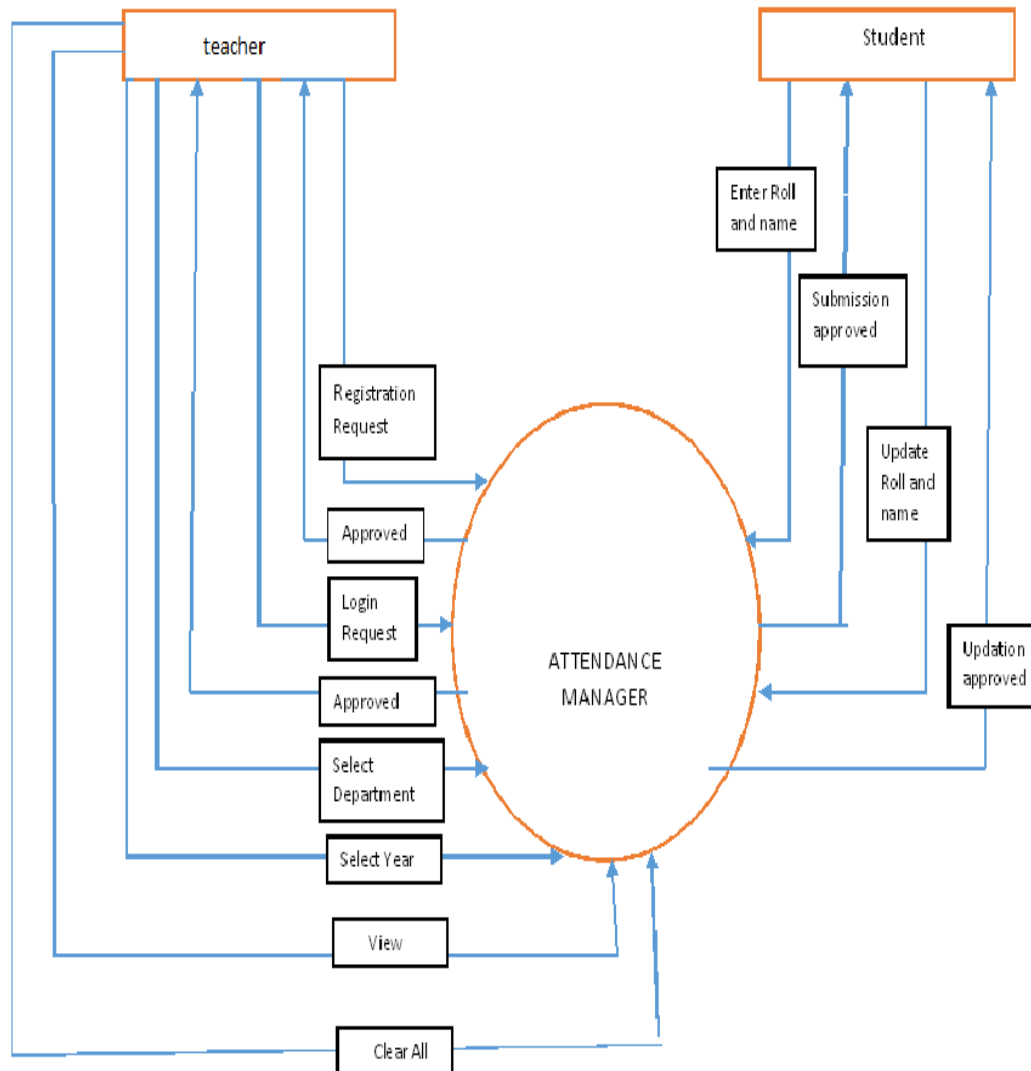 teacher
Student
Enter Roll
and name
Submission
approved
Registration
Request
Update
Roll and
name
Approved
Login
Request
ATTENDANCE
MANAGER
Updation
approved
Approved
Select
Department
Select Year
View
Clear All